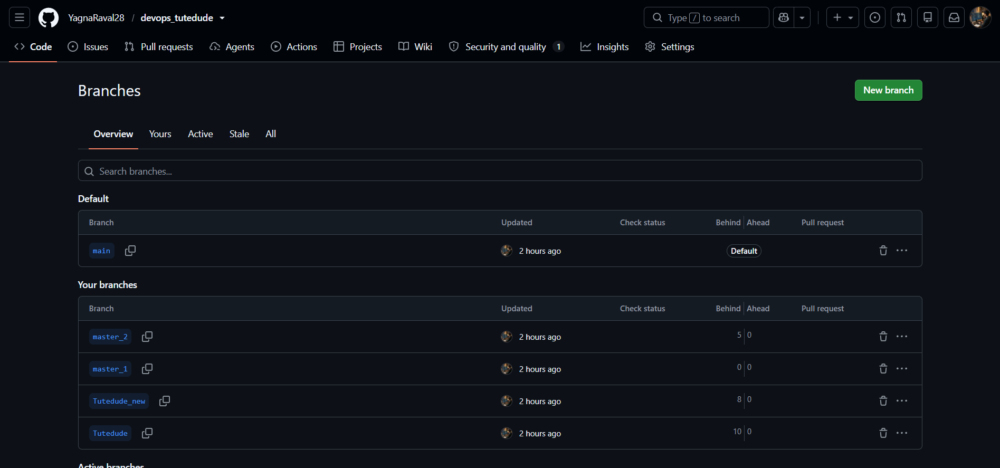 YagnaRaval28 / devops_tutedude
Type / to search
Code Issues Pull requests Agents Actions Projects Wiki Security and quality 1 Insights Settings
Branches
New branch
Overview Yours Active Stale All
Search branches...
Default
Branch Updated Check status Behind Ahead Pull request
main 2 hours ago Default
Your branches
Branch Updated Check status Behind Ahead Pull request
master_2 2 hours ago 5 0
master_1 2 hours ago 0 0
Tutedude_new 2 hours ago 8 0
Tutedude 2 hours ago 10 0
Active branches